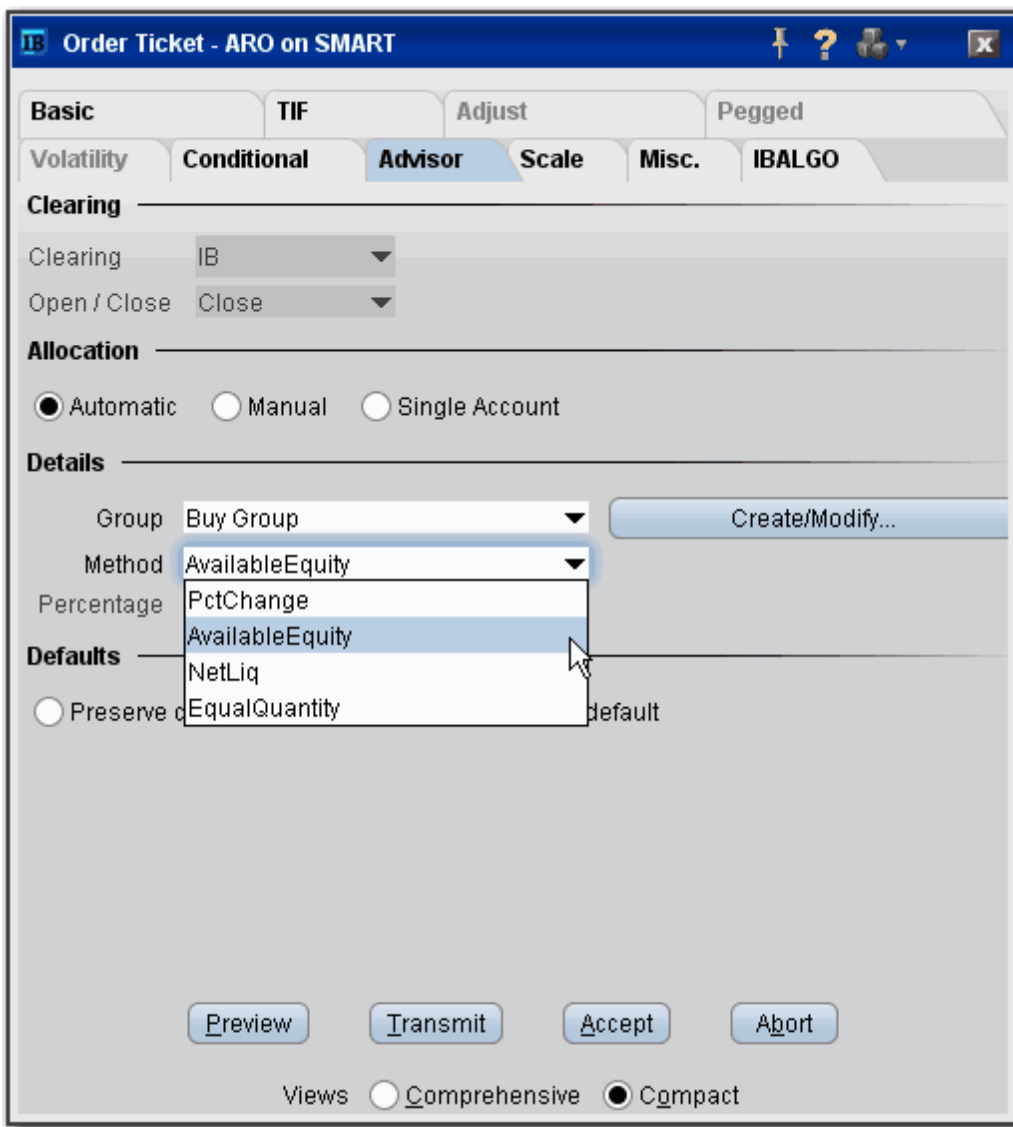 IB Order Ticket - ARO on SMART ?
Basic TIF Adjust Pegged
Volatility Conditional Advisor Scale Misc. IBALGO
Clearing
Clearing IB
Open / Close Close
Allocation
Automatic Manual Single Account
Details
Group Buy Group Create/Modify...
Method AvailableEquity
Percentage PctChange
AvailableEquity
Defaults
NetLiq
Preserve EqualQuantity default
Preview Transmit Accept Abort
Views Comprehensive Compact